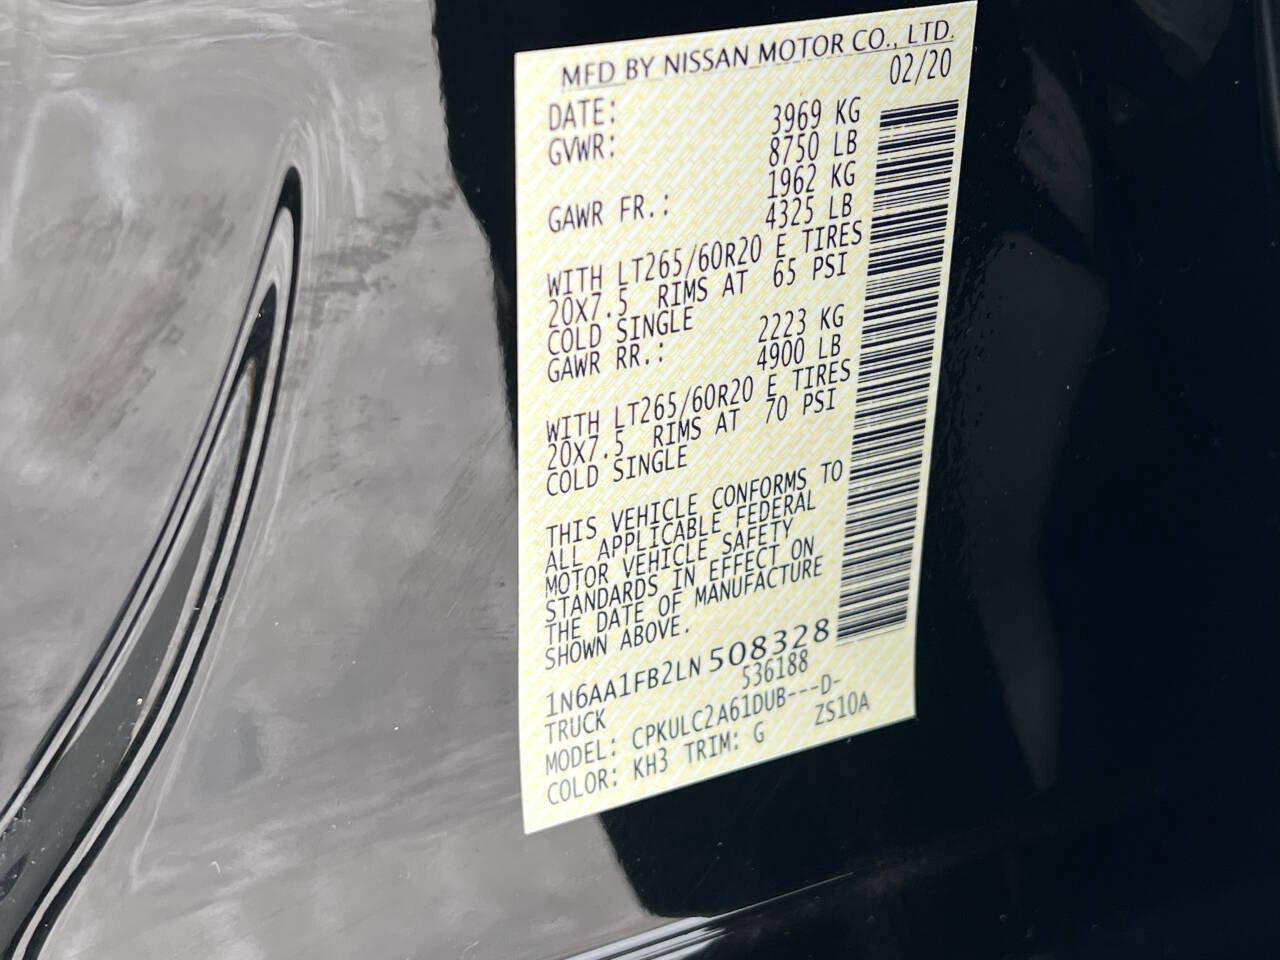 MFD BY NISSAN MOTOR CO., LTD.
DATE: 02/20
GVWR: 3969 KG
8750 LB
GAWR FR.: 1962 KG
4325 LB
WITH LT265/60R20 E TIRES
20X7.5 RIMS AT 65 PSI
COLD SINGLE
GAWR RR.: 2223 KG
4900 LB
WITH LT265/60R20 E TIRES
20X7.5 RIMS AT 70 PSI
COLD SINGLE
THIS VEHICLE CONFORMS TO
ALL APPLICABLE FEDERAL
MOTOR VEHICLE SAFETY
STANDARDS IN EFFECT ON
THE DATE OF MANUFACTURE
SHOWN ABOVE.
1N6AA1FB2LN508328
TRUCK 536188
MODEL: CPKULC2A61DUB---D-
COLOR: KH3 TRIM: G ZS10A